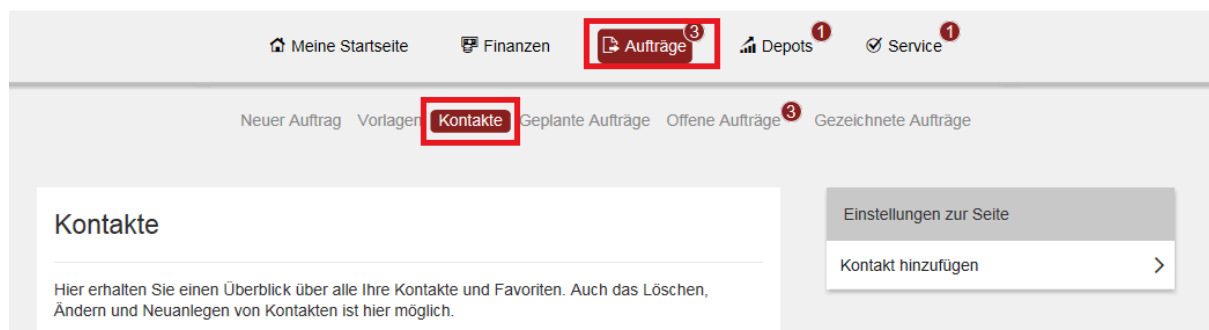 Meine Startseite Finanzen Aufträge 3 Depots 1 Service 1
Neuer Auftrag Vorlagen Kontakte Geplante Aufträge Offene Aufträge 3 Gezeichnete Aufträge
Kontakte
Hier erhalten Sie einen Überblick über alle Ihre Kontakte und Favoriten. Auch das Löschen,
Ändern und Neuanlegen von Kontakten ist hier möglich.
Einstellungen zur Seite
Kontakt hinzufügen